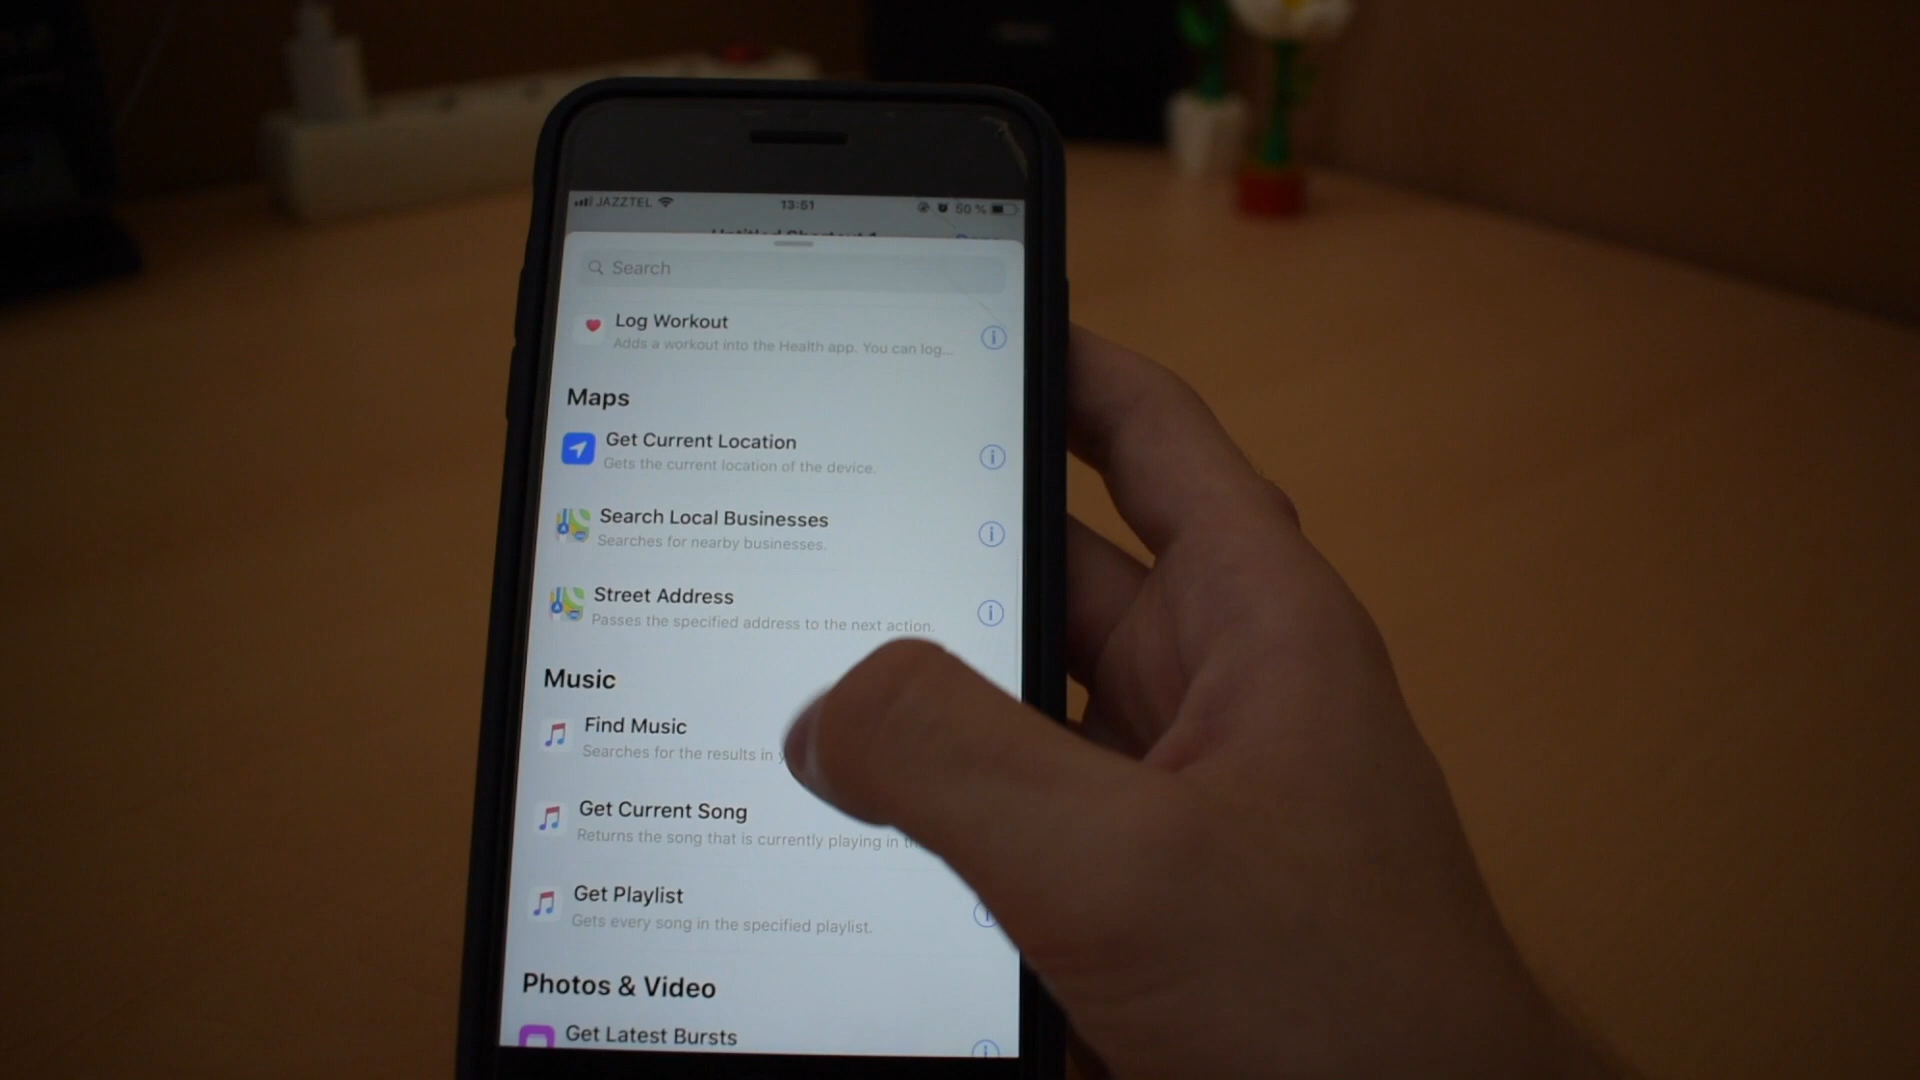 JAZZTEL
13:51
50 %
Search
Log Workout
Adds a workout into the Health app. You can log...
Maps
Get Current Location
Gets the current location of the device.
Search Local Businesses
Searches for nearby businesses.
Street Address
Passes the specified address to the next action.
Music
Find Music
Searches for the results in
Get Current Song
Returns the song that is currently playing in
Get Playlist
Gets every song in the specified playlist.
Photos & Video
Get Latest Bursts